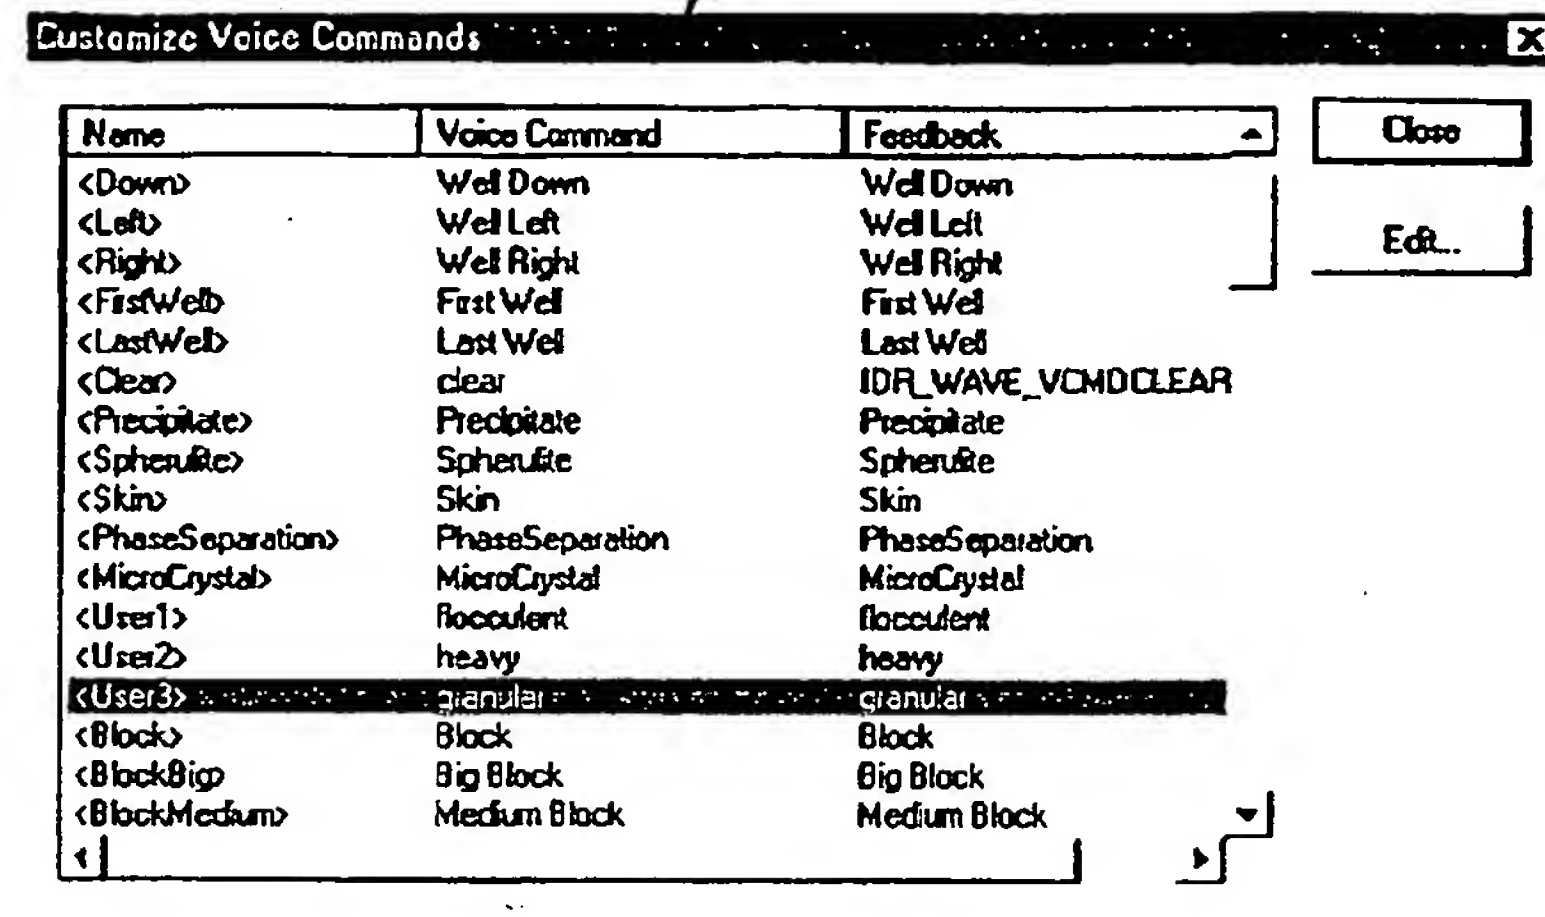 Customize Voice Commands
Name Voice Command Feedback Close
<Down> Well Down Well Down
<Left> Well Left Well Left
Edit...
<Right> Well Right Well Right
<FirstWell> First Well First Well
<LastWell> Last Well Last Well
<Clear> clear IDR_WAVE_VCMDCLEAR
<Precipitate> Precipitate Precipitate
<Spherulite> Spherulite Spherulite
<Skin> Skin Skin
<PhaseSeparation> PhaseSeparation PhaseSeparation
<MicroCrystal> MicroCrystal MicroCrystal
<User1> flocculent flocculent
<User2> heavy heavy
<User3> granular granular
<Block> Block Block
<BlockBig> Big Block Big Block
<BlockMedium> Medium Block Medium Block